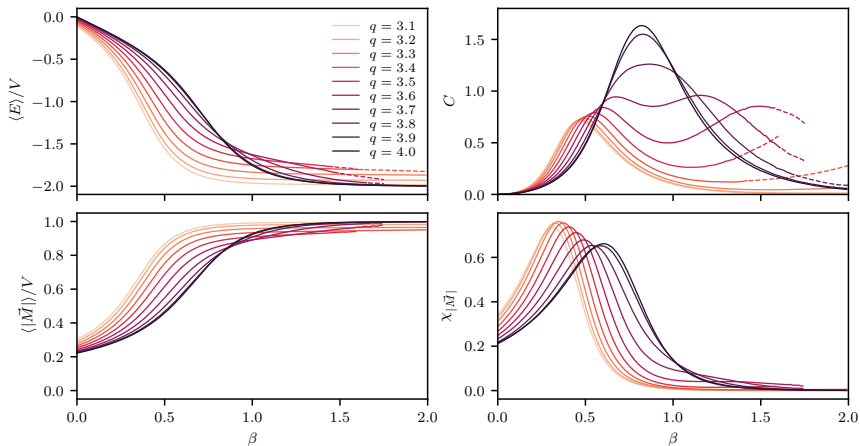 0.0
−0.5
−1.0
−1.5
−2.0
⟨E⟩/V
q = 3.1
q = 3.2
q = 3.3
q = 3.4
q = 3.5
q = 3.6
q = 3.7
q = 3.8
q = 3.9
q = 4.0
1.5
1.0
0.5
0.0
C
1.0
0.8
0.6
0.4
0.2
0.0
⟨|M⃗|⟩/V
0.0 0.5 1.0 1.5 2.0
β
0.6
0.4
0.2
0.0
χ|M⃗|
0.0 0.5 1.0 1.5 2.0
β